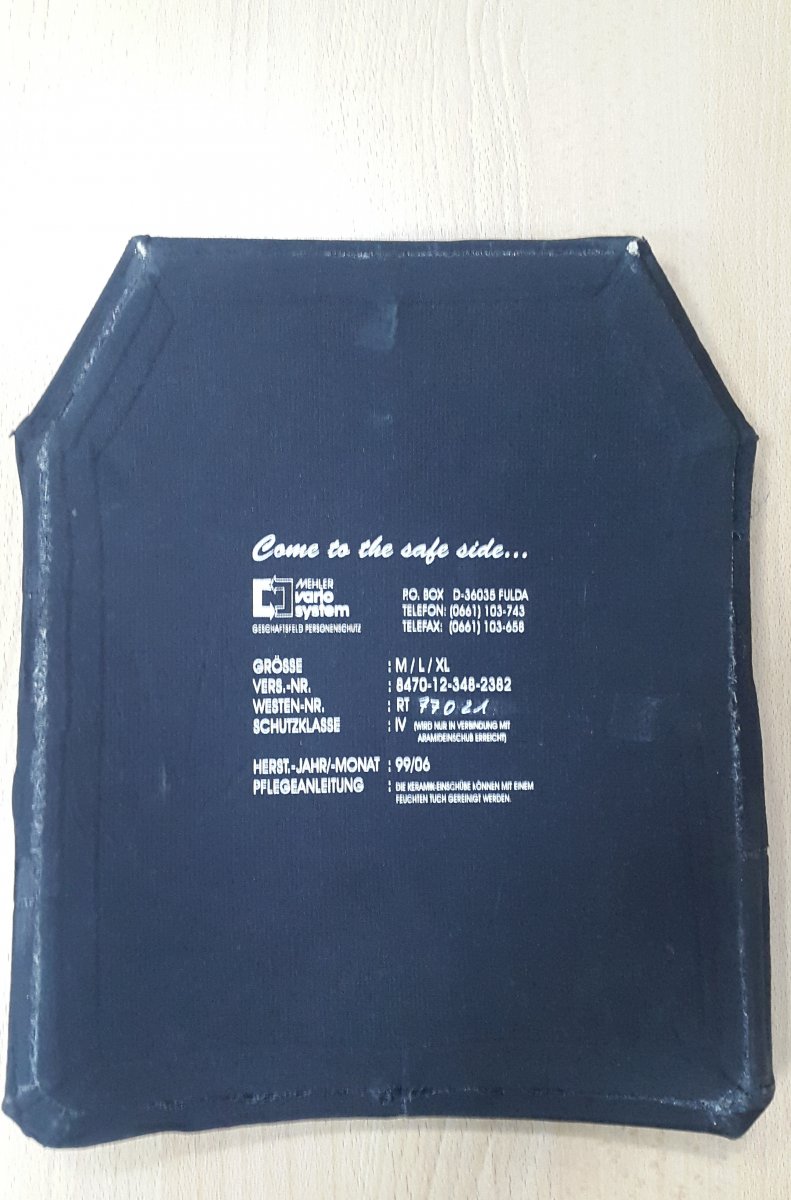 Come to the safe side...
MEHLER
vario
system
GESCHÄFTSFELD PERSONENSCHUTZ
P.O. BOX D-36035 FULDA
TELEFON: (0661) 103-743
TELEFAX: (0661) 103-658
GRÖSSE : M / L / XL
VERS.-NR. : 8470-12-348-2382
WESTEN-NR. : RT 77021
SCHUTZKLASSE : IV (WIRD NUR IN VERBINDUNG MIT
ARAMIDEINSCHUB ERREICHT)
HERST.-JAHR/-MONAT : 99/06
PFLEGEANLEITUNG : DIE KERAMIK-EINSCHÜBE KÖNNEN MIT EINEM
FEUCHTEN TUCH GEREINIGT WERDEN.